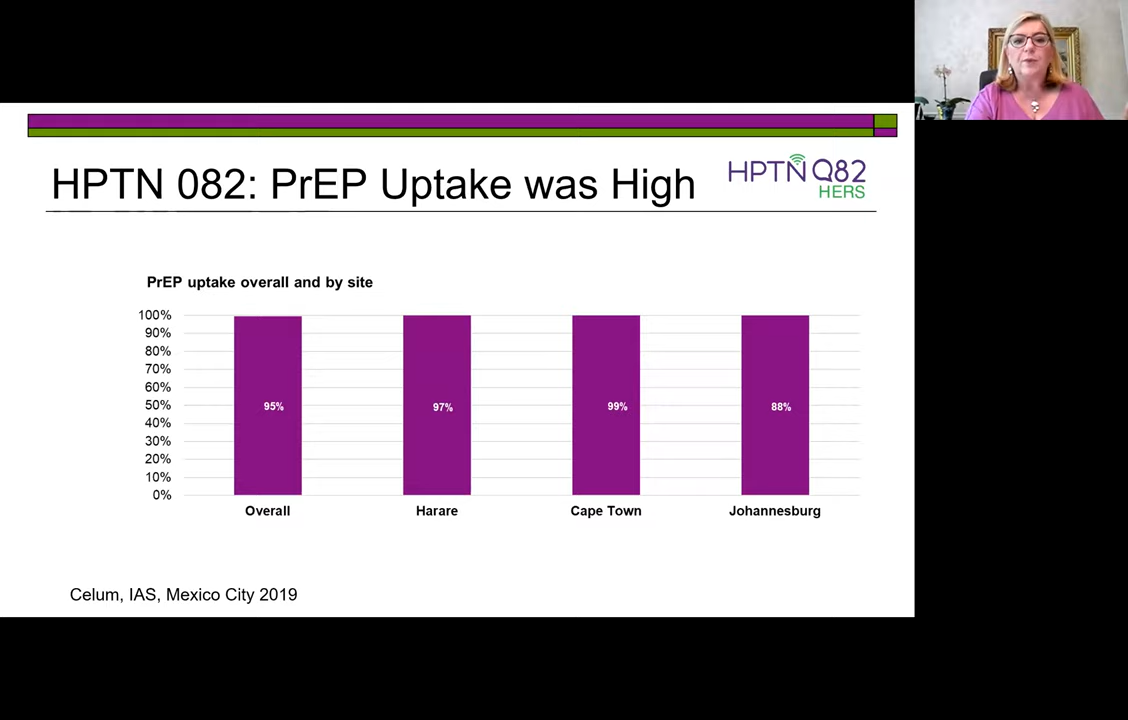 HPTN 082: PrEP Uptake was High
HPTN 082
HERS
PrEP uptake overall and by site
100%
90%
80%
70%
60%
50%
40%
30%
20%
10%
0%
95%
97%
99%
88%
Overall
Harare
Cape Town
Johannesburg
Celum, IAS, Mexico City 2019